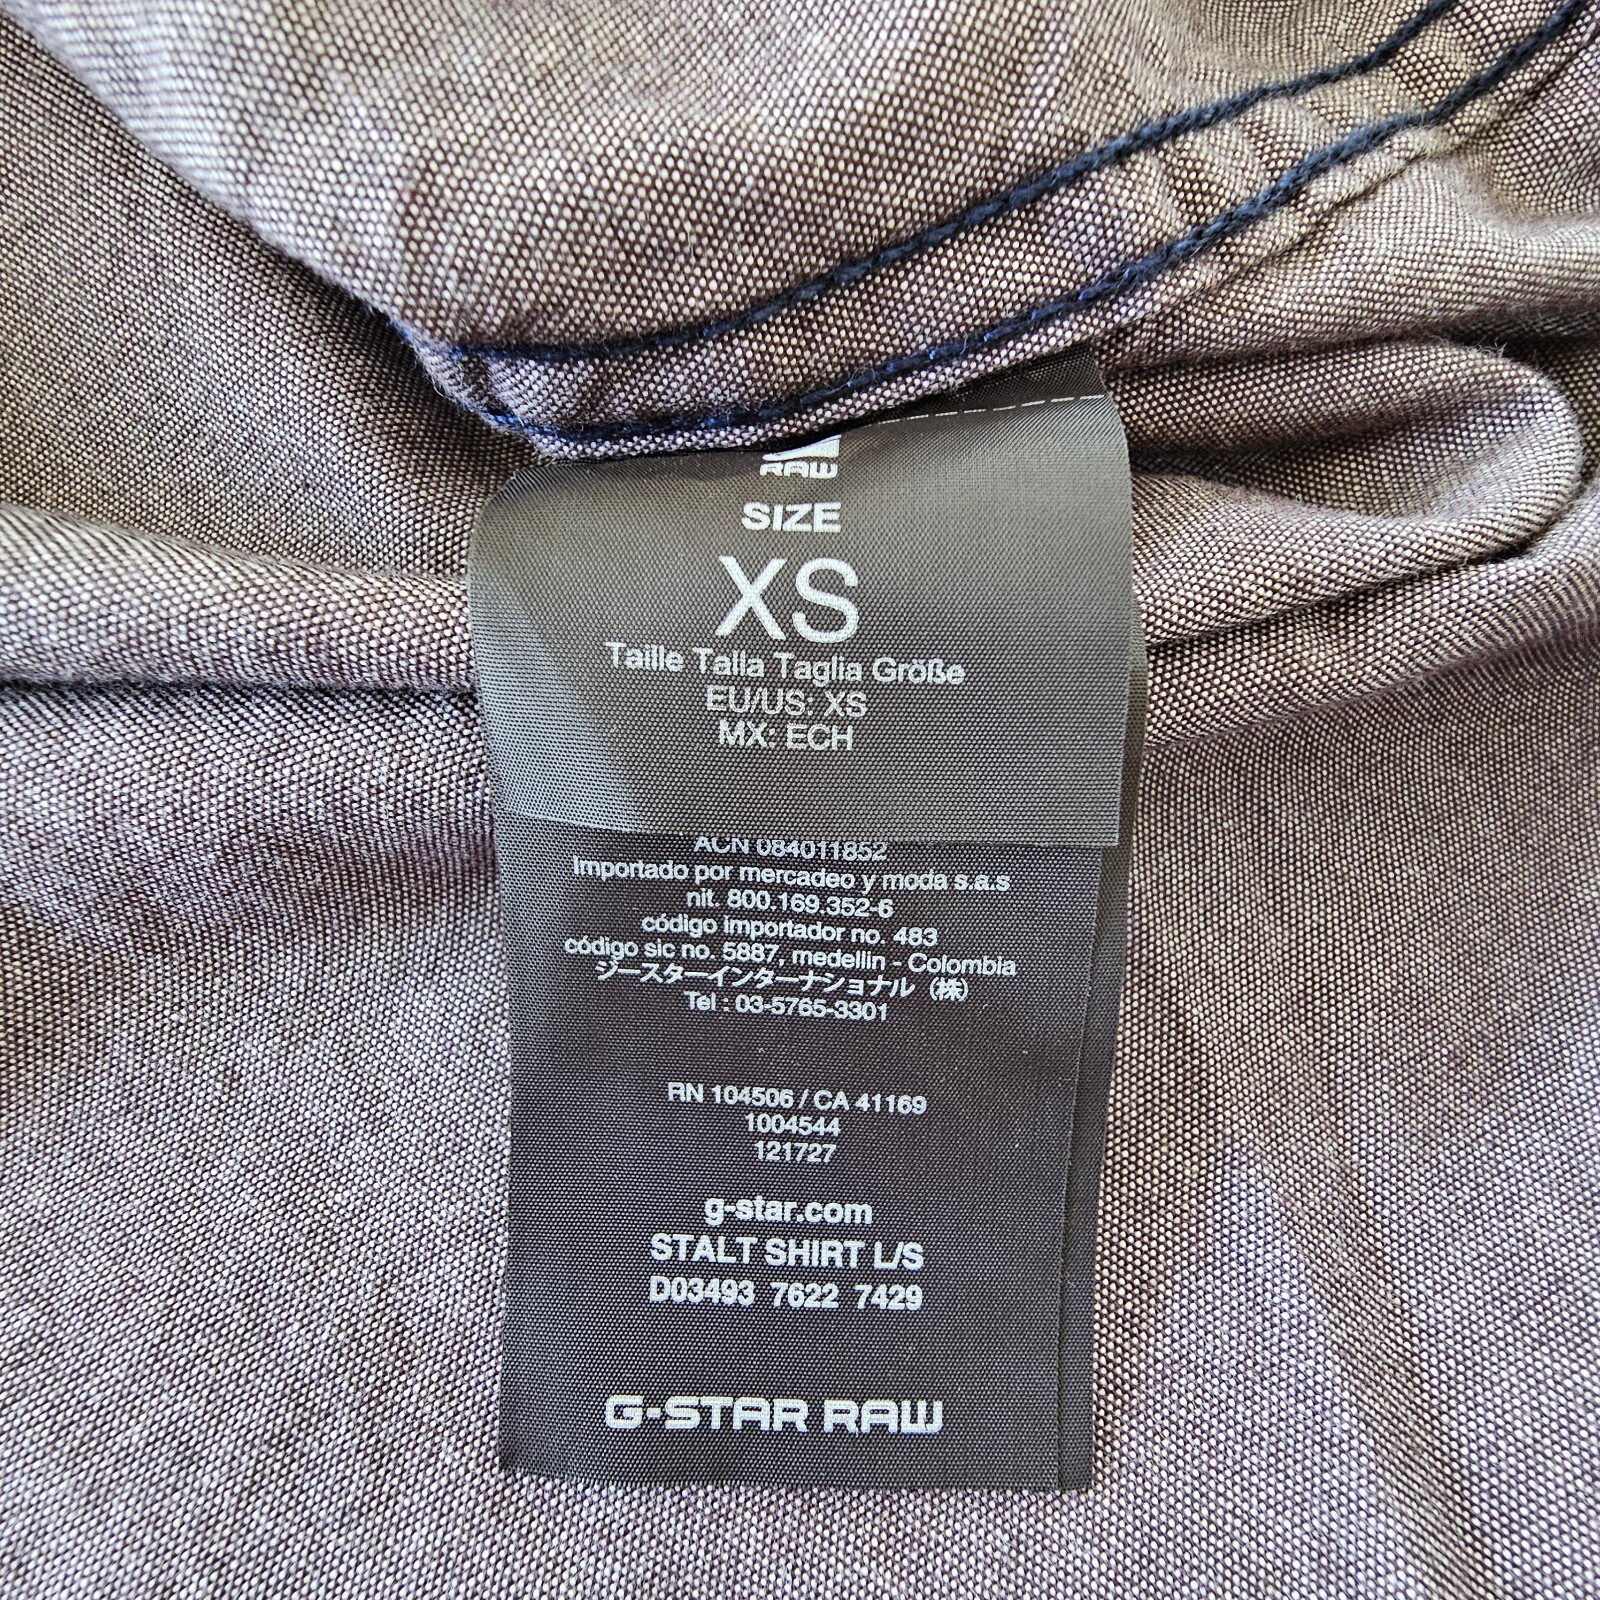 RAW
SIZE
XS
Taille Talla Taglia Größe
EU/US: XS
MX: ECH
ACN 084011852
Importado por mercadeo y moda s.a.s
nit. 800.169.352-6
código importador no. 483
código sic no. 5887, medellin - Colombia
ジースターインターナショナル（株）
Tel : 03-5765-3301
RN 104506 / CA 41169
1004544
121727
g-star.com
STALT SHIRT L/S
D03493 7622 7429
G-STAR RAW